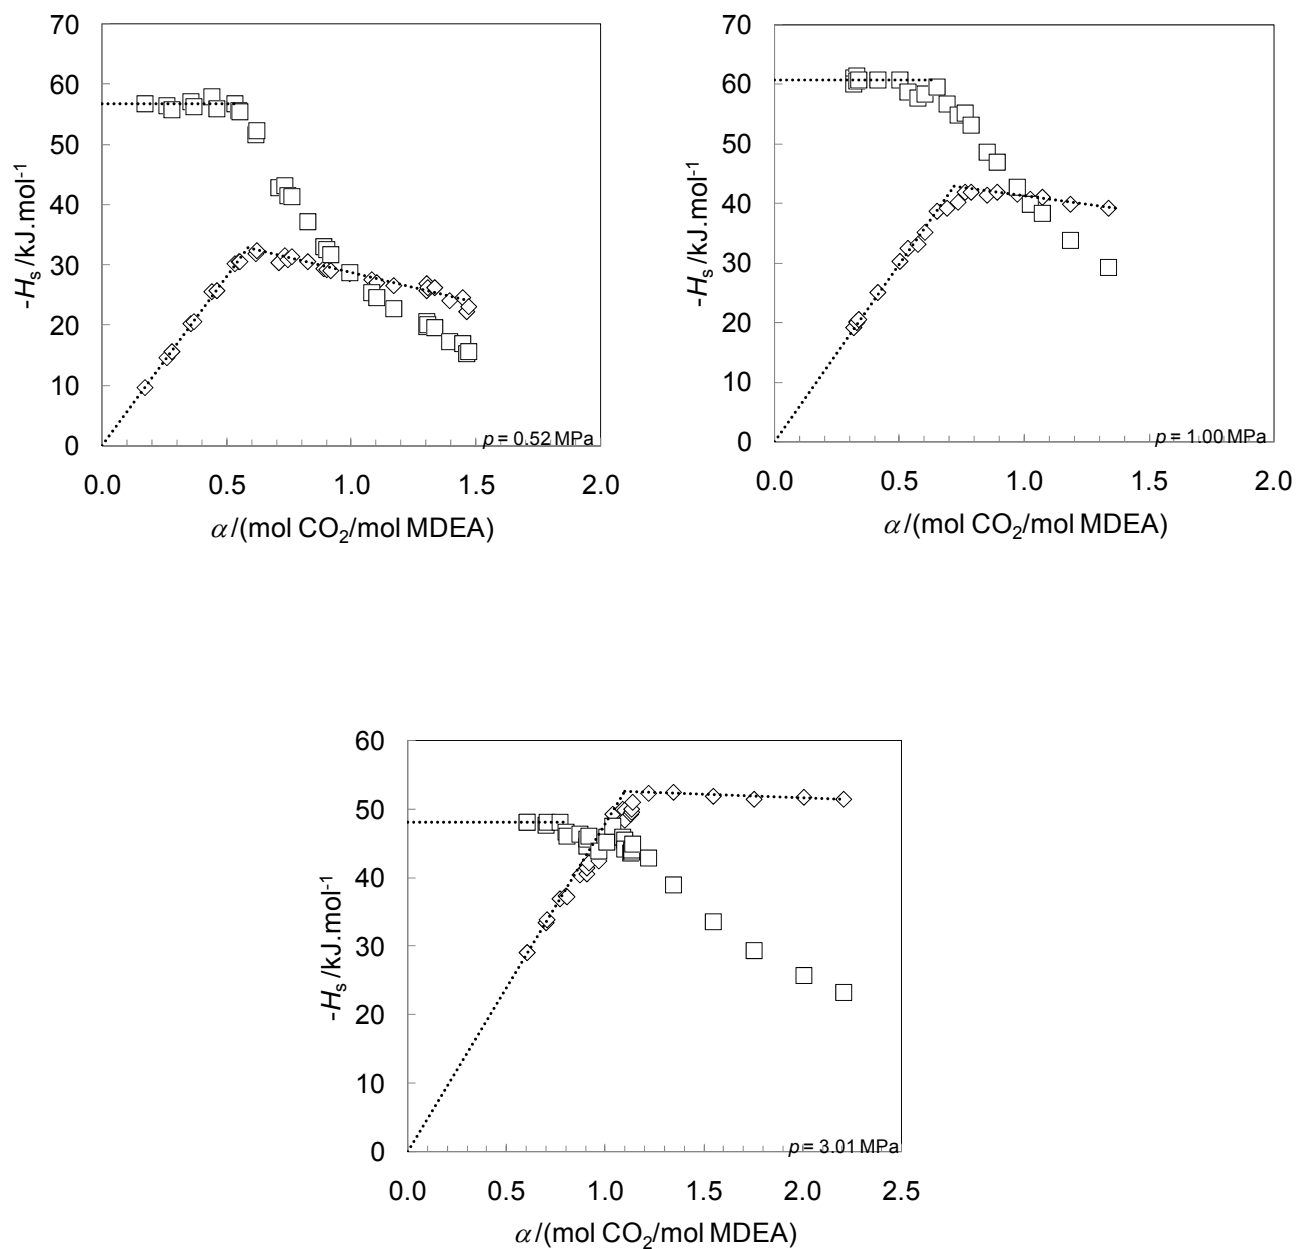 70
60
50
40
30
20
10
0
-Hs /kJ.mol-1
p = 0.52 MPa
0.0 0.5 1.0 1.5 2.0
α/(mol CO2/mol MDEA)
70
60
50
40
30
20
10
0
-Hs /kJ.mol-1
p = 1.00 MPa
0.0 0.5 1.0 1.5 2.0
α/(mol CO2/mol MDEA)
60
50
40
30
20
10
0
-Hs /kJ.mol-1
p = 3.01 MPa
0.0 0.5 1.0 1.5 2.0 2.5
α/(mol CO2/mol MDEA)